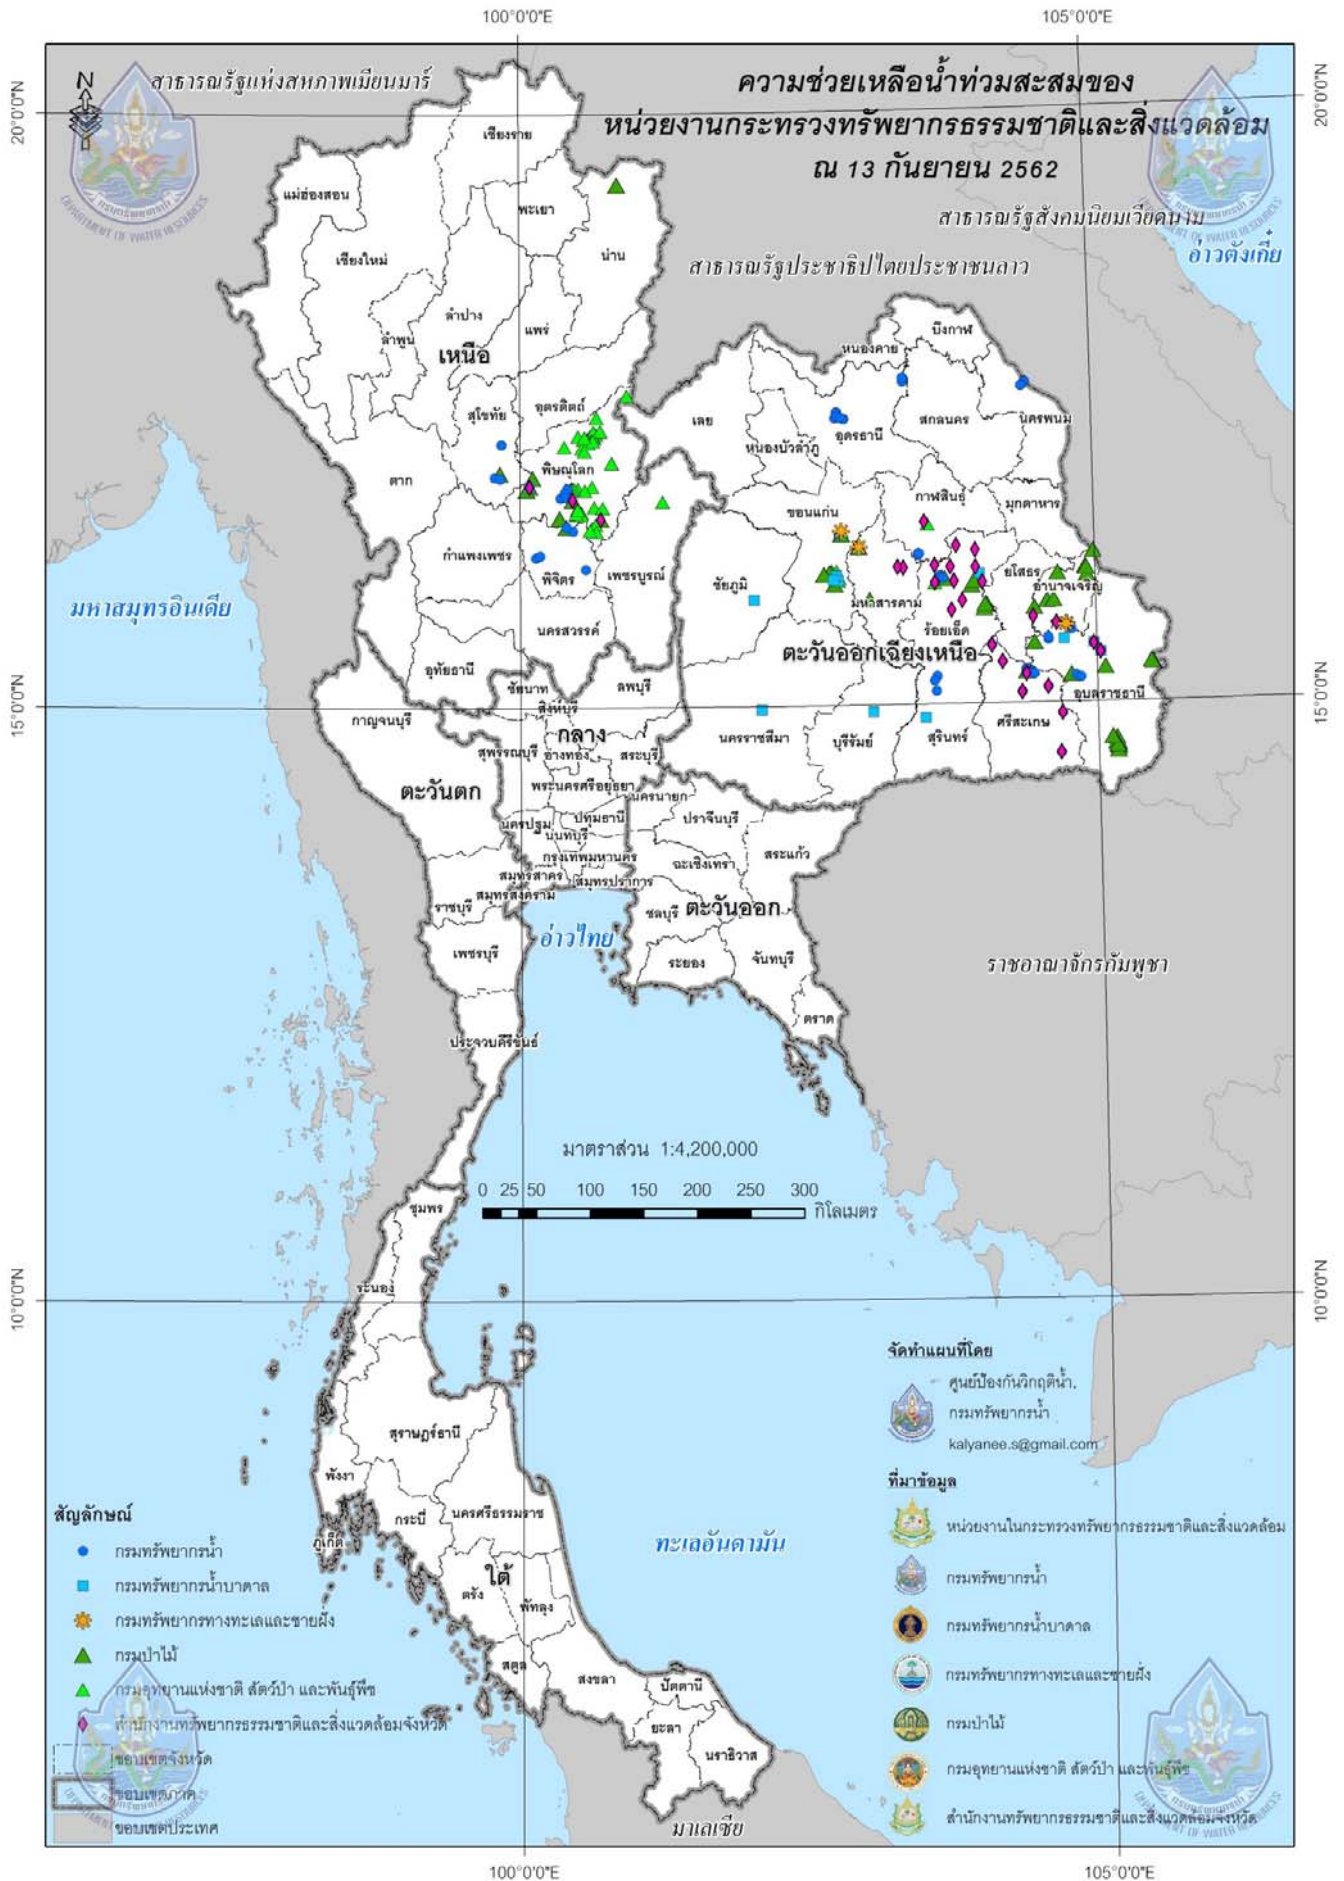 100°0'0"E
105°0'0"E
20°0'0"N
20°0'0"N
N
ความช่วยเหลือน้ำท่วมสะสมของ
หน่วยงานกระทรวงทรัพยากรธรรมชาติและสิ่งแวดล้อม
ณ 13 กันยายน 2562
สาธารณรัฐแห่งสหภาพเมียนมาร์
สาธารณรัฐสังคมนิยมเวียดนาม
อ่าวตังเกี๋ย
สาธารณรัฐประชาธิปไตยประชาชนลาว
DEPARTMENT OF WATER RESOURCES
เชียงราย
แม่ฮ่องสอน
พะเยา
น่าน
เชียงใหม่
ลำปาง
แพร่
ลำพูน
เหนือ
บึงกาฬ
หนองคาย
สุโขทัย
อุตรดิตถ์
เลย
หนองบัวลำภู
อุดรธานี
สกลนคร
นครพนม
ตาก
พิษณุโลก
กาฬสินธุ์
มุกดาหาร
ขอนแก่น
กำแพงเพชร
พิจิตร
เพชรบูรณ์
ชัยภูมิ
ยโสธร
อำนาจเจริญ
มหาสารคาม
ร้อยเอ็ด
มหาสมุทรอินเดีย
นครสวรรค์
ตะวันออกเฉียงเหนือ
อุทัยธานี
ชัยนาท
ลพบุรี
อุบลราชธานี
15°0'0"N
15°0'0"N
กาญจนบุรี
สิงห์บุรี
กลาง
นครราชสีมา
บุรีรัมย์
สุรินทร์
ศรีสะเกษ
สุพรรณบุรี
อ่างทอง
สระบุรี
ตะวันตก
พระนครศรีอยุธยา
นครนายก
นครปฐม
ปทุมธานี
ปราจีนบุรี
นนทบุรี
กรุงเทพมหานคร
ฉะเชิงเทรา
สระแก้ว
สมุทรสาคร
สมุทรปราการ
สมุทรสงคราม
ราชบุรี
ชลบุรี
ตะวันออก
อ่าวไทย
เพชรบุรี
ระยอง
จันทบุรี
ราชอาณาจักรกัมพูชา
ตราด
ประจวบคีรีขันธ์
มาตราส่วน 1:4,200,000
0 25 50 100 150 200 250 300
กิโลเมตร
ชุมพร
ระนอง
10°0'0"N
10°0'0"N
สุราษฎร์ธานี
พังงา
กระบี่
นครศรีธรรมราช
ภูเก็ต
ทะเลอันดามัน
ใต้
ตรัง
พัทลุง
สตูล
สงขลา
ปัตตานี
ยะลา
นราธิวาส
มาเลเซีย
จัดทำแผนที่โดย
ศูนย์ป้องกันวิกฤติน้ำ,
กรมทรัพยากรน้ำ
kalyanee.s@gmail.com
ที่มาข้อมูล
หน่วยงานในกระทรวงทรัพยากรธรรมชาติและสิ่งแวดล้อม
กรมทรัพยากรน้ำ
กรมทรัพยากรน้ำบาดาล
กรมทรัพยากรทางทะเลและชายฝั่ง
กรมป่าไม้
กรมอุทยานแห่งชาติ สัตว์ป่า และพันธุ์พืช
สำนักงานทรัพยากรธรรมชาติและสิ่งแวดล้อมจังหวัด
สัญลักษณ์
กรมทรัพยากรน้ำ
กรมทรัพยากรน้ำบาดาล
กรมทรัพยากรทางทะเลและชายฝั่ง
กรมป่าไม้
กรมอุทยานแห่งชาติ สัตว์ป่า และพันธุ์พืช
สำนักงานทรัพยากรธรรมชาติและสิ่งแวดล้อมจังหวัด
ขอบเขตจังหวัด
ขอบเขตภาค
ขอบเขตประเทศ
100°0'0"E
105°0'0"E